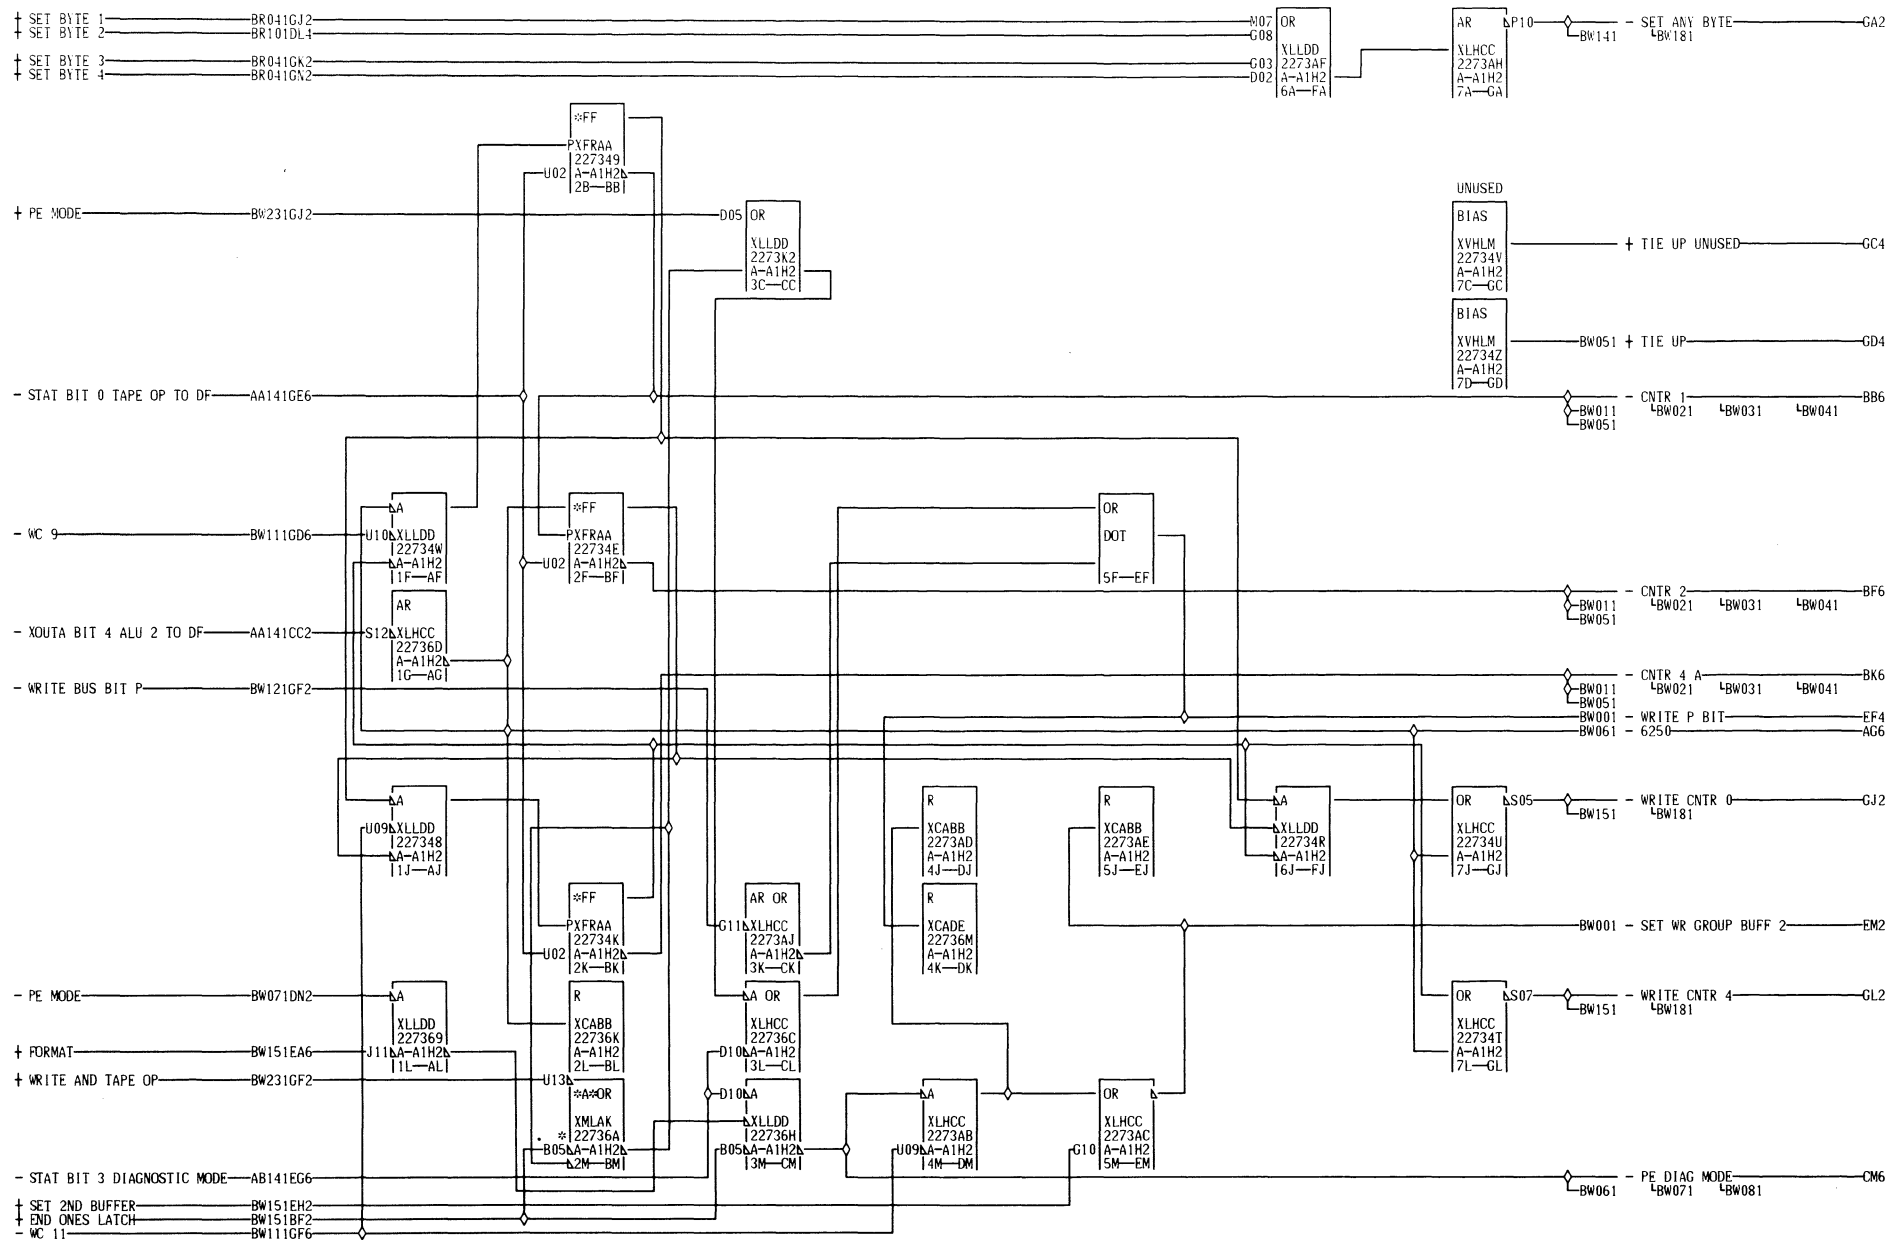 + SET BYTE 1 BR041GJ2 M07 OR AR P10 - SET ANY BYTE GA2
+ SET BYTE 2 BR101DL4 G08 BW141 BW181
XLLDD XLHCC
+ SET BYTE 3 BR041GK2 G03 2273AF 2273AH
+ SET BYTE 4 BR041GN2 D02 A-A1H2 A-A1H2
6A—FA 7A—GA
*FF
PXFRAA
227349
U02 A-A1H2
2B—BB
UNUSED
+ PE MODE BW231GJ2 D05 OR BIAS
XLLDD XVHLM + TIE UP UNUSED GC4
2273K2 22734V
A-A1H2 A-A1H2
3C—CC 7C—GC
BIAS
XVHLM BW051 + TIE UP GD4
22734Z
A-A1H2
7D—GD
- STAT BIT 0 TAPE OP TO DF AA141GE6 - CNTR 1 BB6
BW011 BW021 BW031 BW041
BW051
A *FF OR
- WC 9 BW111GD6 U10 XLLDD PXFRAA DOT
22734W 22734E
A-A1H2 U02 A-A1H2
1F—AF 2F—BF 5F—EF
- CNTR 2 BF6
AR BW011 BW021 BW031 BW041
BW051
- XOUTA BIT 4 ALU 2 TO DF AA141CC2 S12 XLHCC
22736D
A-A1H2
1G—AG - CNTR 4 A BK6
- WRITE BUS BIT P BW121GF2 BW011 BW021 BW031 BW041
BW051
BW001 - WRITE P BIT EF4
BW061 - 6250 AG6
A R R A OR S05 - WRITE CNTR 0 GJ2
BW151 BW181
U09 XLLDD XCABB XCABB XLLDD XLHCC
227348 2273AD 2273AE 22734R 22734U
A-A1H2 A-A1H2 A-A1H2 A-A1H2 A-A1H2
1J—AJ 4J—DJ 5J—EJ 6J—FJ 7J—GJ
*FF AR OR R
PXFRAA G11 XLHCC XCADE BW001 - SET WR GROUP BUFF 2 EM2
22734K 2273AJ 22736M
U02 A-A1H2 A-A1H2 A-A1H2
2K—BK 3K—CK 4K—DK
- PE MODE BW071DN2 A R A OR OR S07 - WRITE CNTR 4 GL2
BW151 BW181
XLLDD XCABB XLHCC XLHCC
227369 22736K 22736C 22734T
+ FORMAT BW151EA6 J11 A-A1H2 A-A1H2 D10 A-A1H2 A-A1H2
1L—AL 2L—BL 3L—CL 7L—GL
+ WRITE AND TAPE OP BW231GF2 U13
*A*OR D10 A A OR
XMLAK XLLDD XLHCC XLHCC
* 22736A 22736H 2273AB 2273AC
B05 A-A1H2 B05 A-A1H2 U09 A-A1H2 G10 A-A1H2
2M—BM 3M—CM 4M—DM 5M—EM
- STAT BIT 3 DIAGNOSTIC MODE AB141EG6 - PE DIAG MODE CM6
BW061 BW071 BW081
+ SET 2ND BUFFER BW151EH2
+ END ONES LATCH BW151BF2
- WC 11 BW111GF6